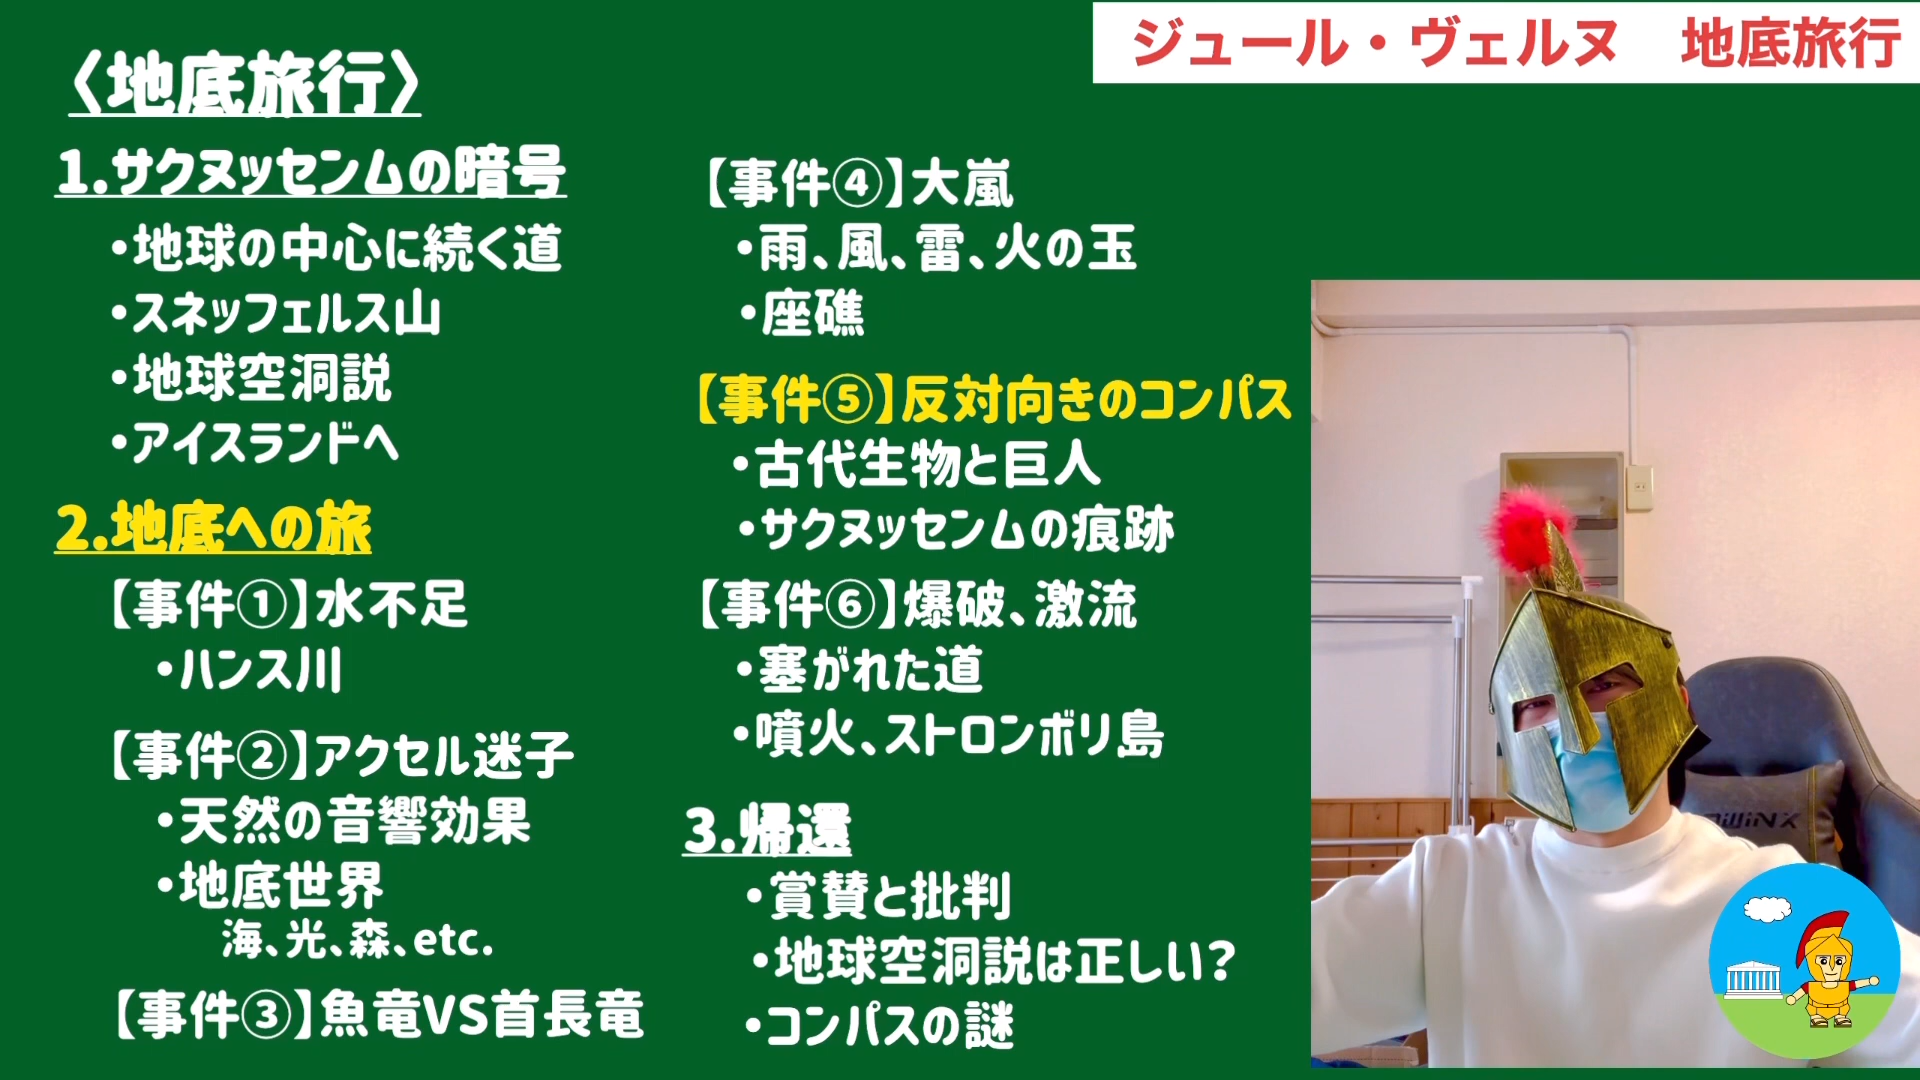 ジュール・ヴェルヌ 地底旅行
〈地底旅行〉
1.サクヌッセンムの暗号
・地球の中心に続く道
・スネッフェルス山
・地球空洞説
・アイスランドへ
2.地底への旅
【事件①】水不足
・ハンス川
【事件②】アクセル迷子
・天然の音響効果
・地底世界
海、光、森、etc.
【事件③】魚竜VS首長竜
【事件④】大嵐
・雨、風、雷、火の玉
・座礁
【事件⑤】反対向きのコンパス
・古代生物と巨人
・サクヌッセンムの痕跡
【事件⑥】爆破、激流
・塞がれた道
・噴火、ストロンボリ島
3.帰還
・賞賛と批判
・地球空洞説は正しい?
・コンパスの謎